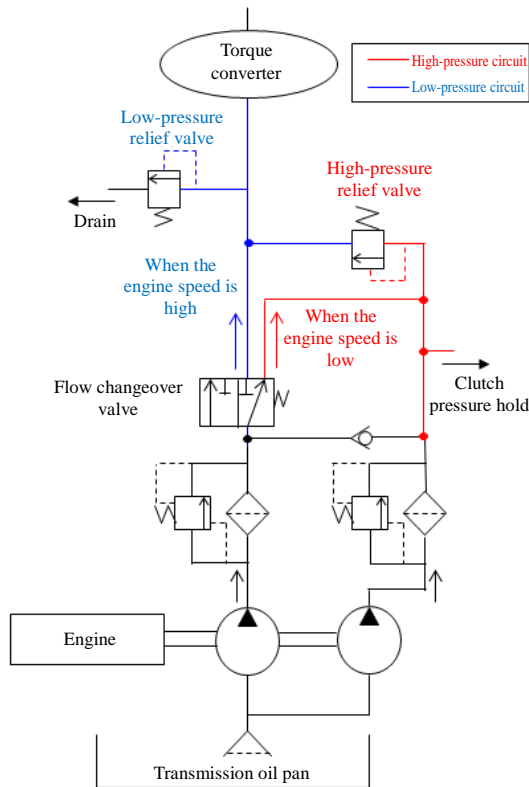 Torque
converter
High-pressure circuit
Low-pressure circuit
Low-pressure
relief valve
High-pressure
relief valve
Drain
When the
engine speed is
high
When the
engine speed is
low
Flow changeover
valve
Clutch
pressure hold
Engine
Transmission oil pan